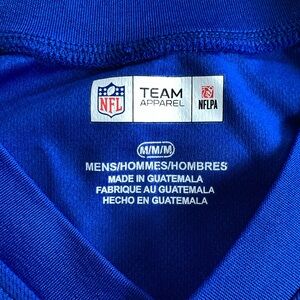 NFL
TEAM
APPAREL
NFLPA
M/M/M
MENS/HOMMES/HOMBRES
MADE IN GUATEMALA
FABRIQUE AU GUATEMALA
HECHO EN GUATEMALA